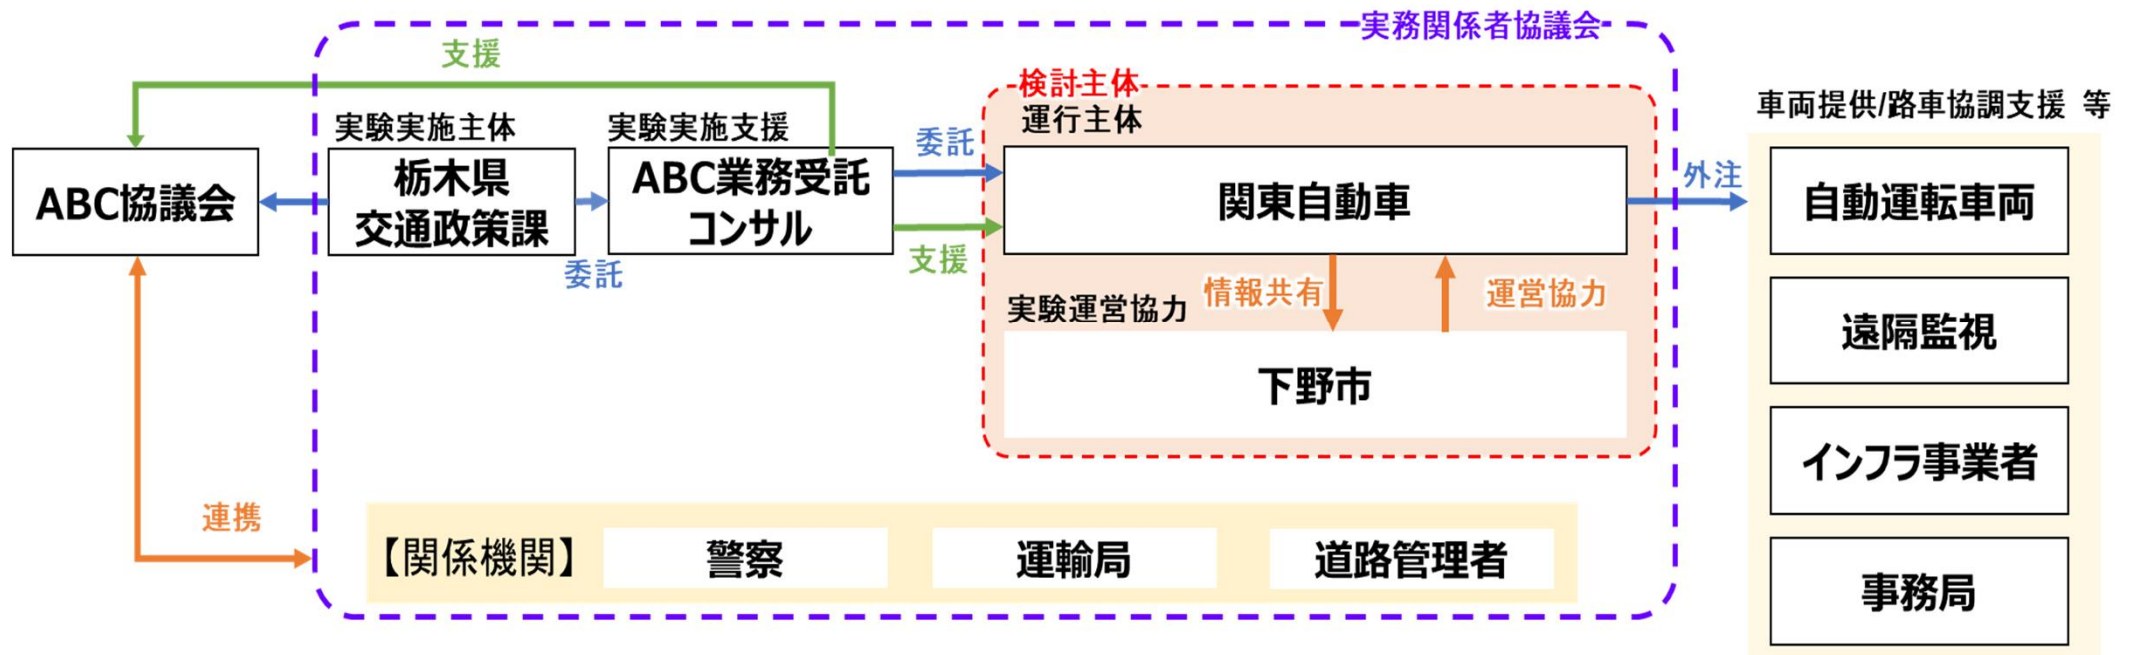 実務関係者協議会
支援
検討主体
車両提供/路車協調支援 等
実験実施主体
実験実施支援
運行主体
委託
ABC協議会
栃木県
交通政策課
ABC業務受託
コンサル
関東自動車
外注
自動運転車両
委託
支援
実験運営協力
情報共有
運営協力
遠隔監視
下野市
インフラ事業者
連携
【関係機関】
警察
運輸局
道路管理者
事務局